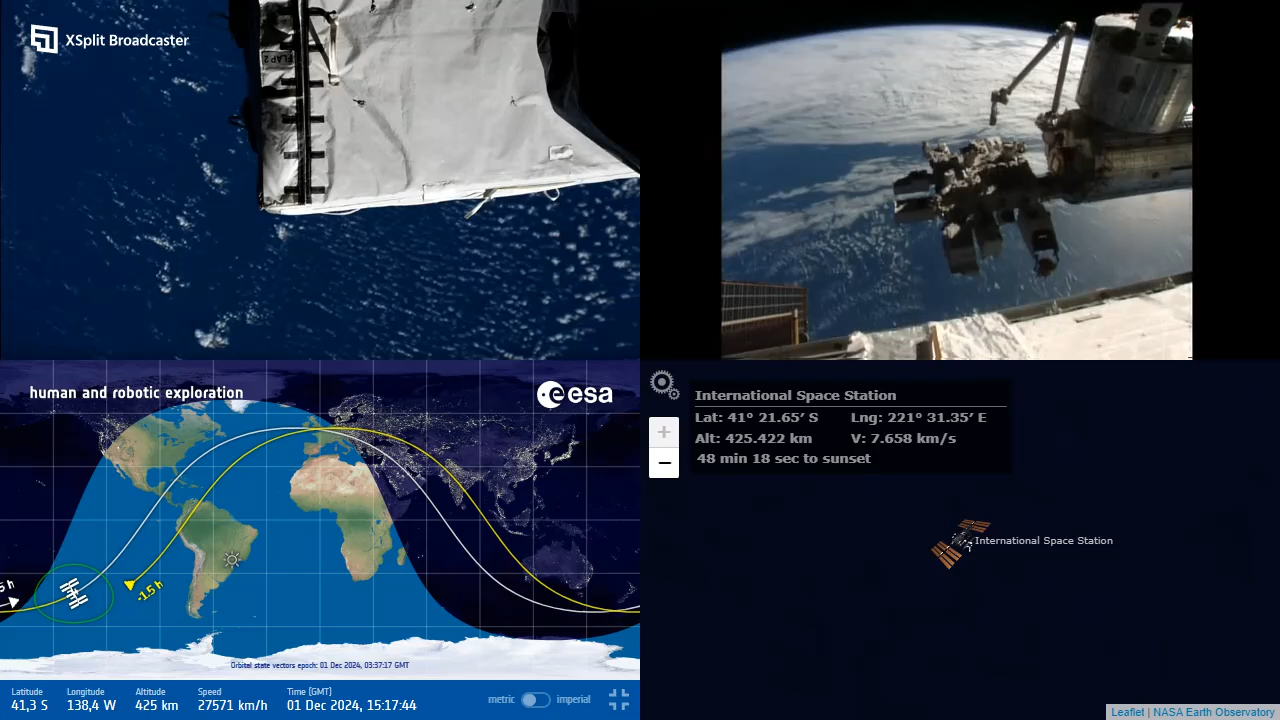 XSplit Broadcaster
FLAP 2
human and robotic exploration
esa
-1.5 h
5 h
Orbital state vectors epoch: 01 Dec 2024, 03:37:17 GMT
Latitude Longitude Altitude Speed Time (GMT)
41,3 S 138,4 W 425 km 27571 km/h 01 Dec 2024, 15:17:44
metric imperial
International Space Station
Lat: 41° 21.65′ S Lng: 221° 31.35′ E
Alt: 425.422 km V: 7.658 km/s
48 min 18 sec to sunset
+
−
International Space Station
Leaflet | NASA Earth Observatory